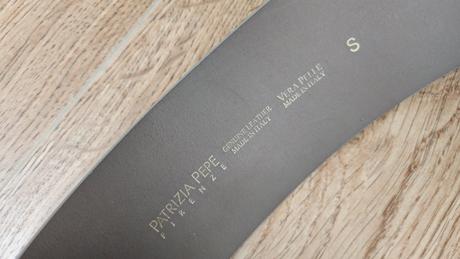 PATRIZIA PEPE
FIRENZE
GENUINE LEATHER
MADE IN ITALY
VERA PELLE
MADE IN ITALY
S